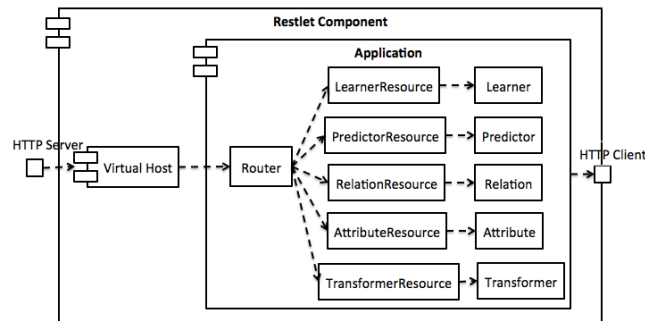 Restlet Component
Application
LearnerResource
Learner
HTTP Server
PredictorResource
Predictor
HTTP Client
Virtual Host
Router
RelationResource
Relation
AttributeResource
Attribute
TransformerResource
Transformer